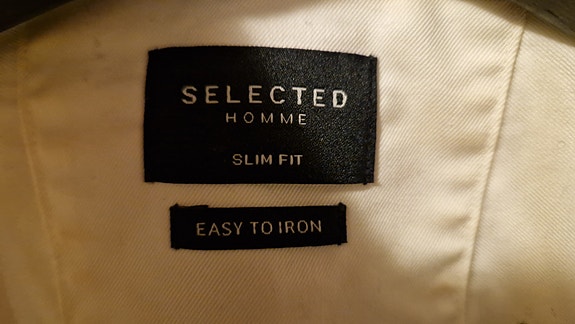 SELECTED
HOMME
SLIM FIT
EASY TO IRON